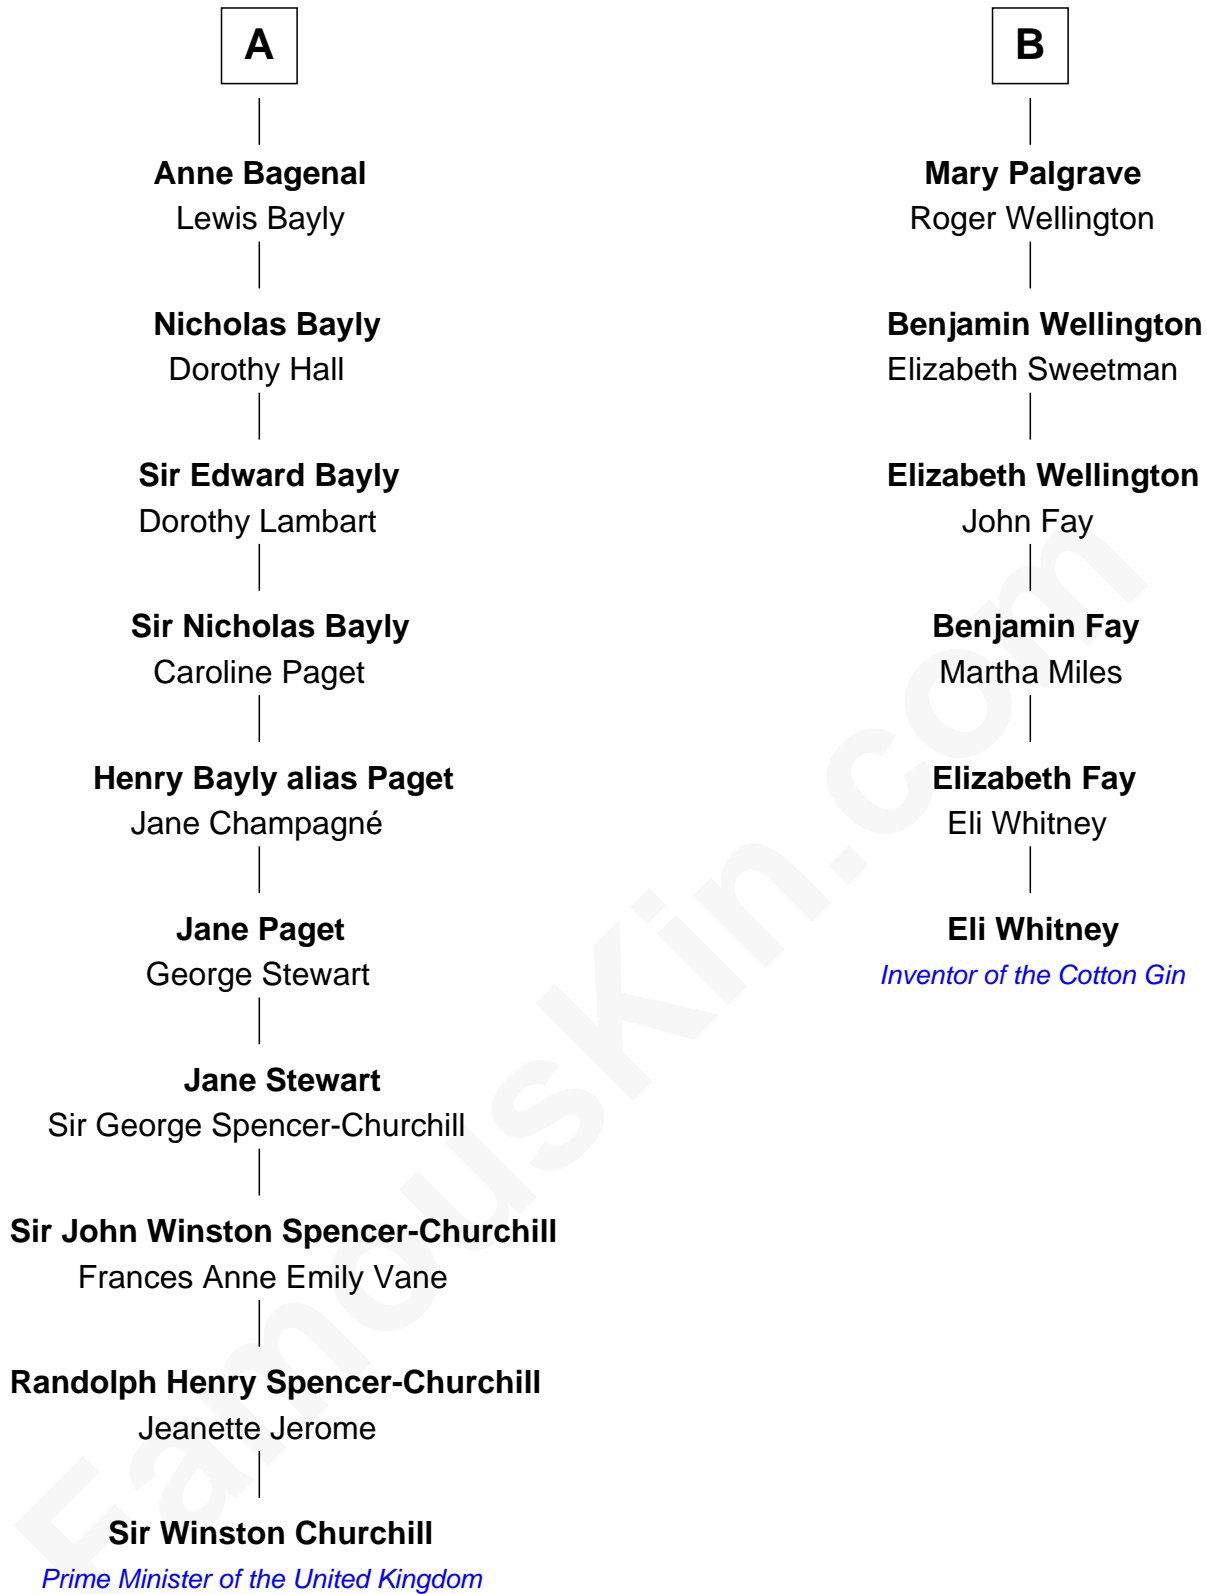 A
Anne Bagenal
Lewis Bayly
Nicholas Bayly
Dorothy Hall
Sir Edward Bayly
Dorothy Lambart
Sir Nicholas Bayly
Caroline Paget
Henry Bayly alias Paget
Jane Champagné
Jane Paget
George Stewart
Jane Stewart
Sir George Spencer-Churchill
Sir John Winston Spencer-Churchill
Frances Anne Emily Vane
Randolph Henry Spencer-Churchill
Jeanette Jerome
Sir Winston Churchill
Prime Minister of the United Kingdom
B
Mary Palgrave
Roger Wellington
Benjamin Wellington
Elizabeth Sweetman
Elizabeth Wellington
John Fay
Benjamin Fay
Martha Miles
Elizabeth Fay
Eli Whitney
Eli Whitney
Inventor of the Cotton Gin
FamousKin.com